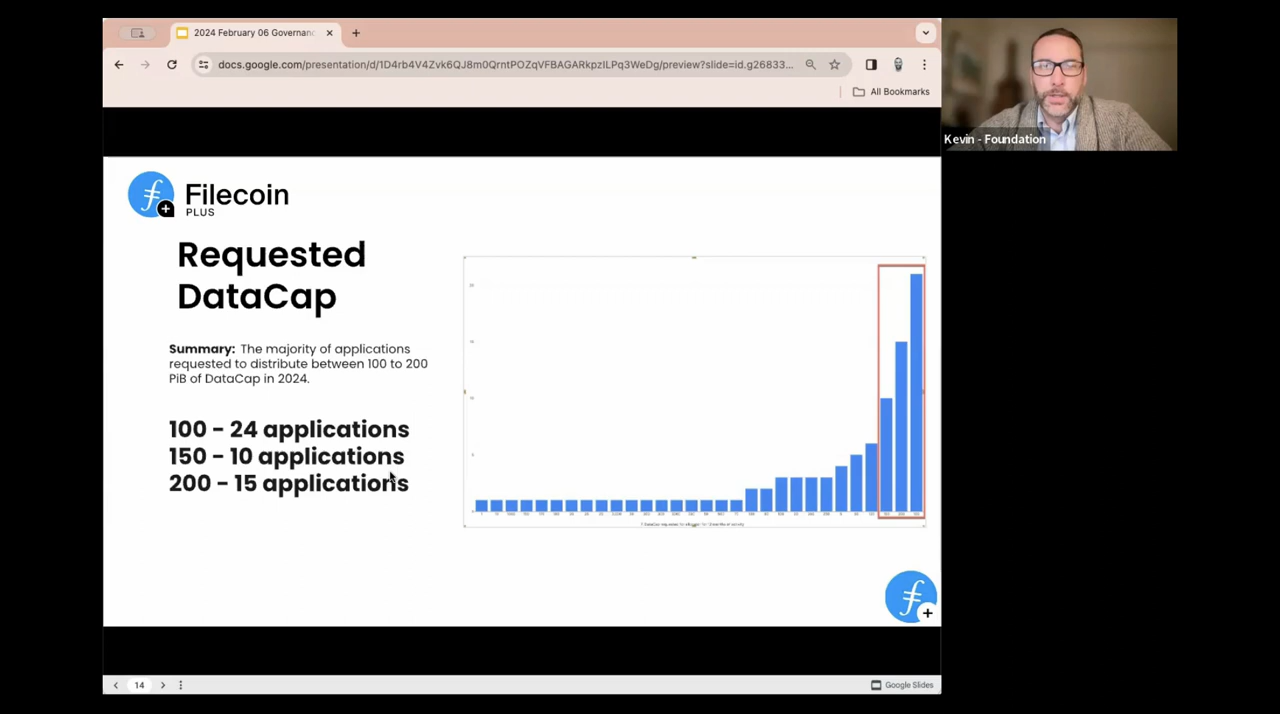 2024 February 06 Governanc
docs.google.com/presentation/d/1D4rb4V4Zvk6QJ8m0QrntPOZqVFBAGARkpzILPq3WeDg/preview?slide=id.g26833...
All Bookmarks
Kevin - Foundation
Filecoin
PLUS
Requested
DataCap
Summary: The majority of applications
requested to distribute between 100 to 200
PiB of DataCap in 2024.
100 - 24 applications
150 - 10 applications
200 - 15 applications
14
Google Slides